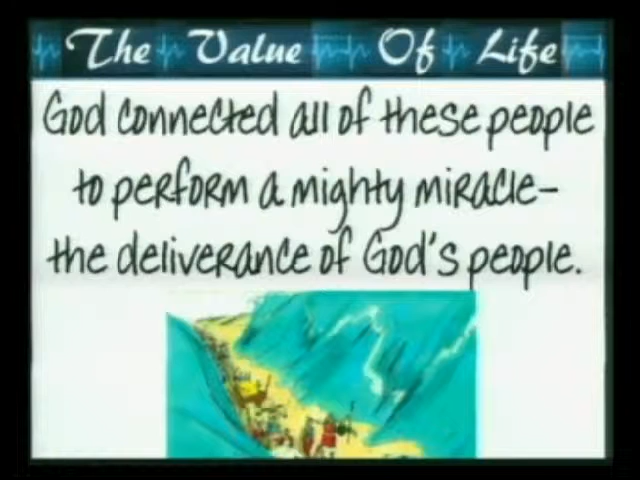 The Value Of Life
God connected all of these people
to perform a mighty miracle-
the deliverance of God's people.